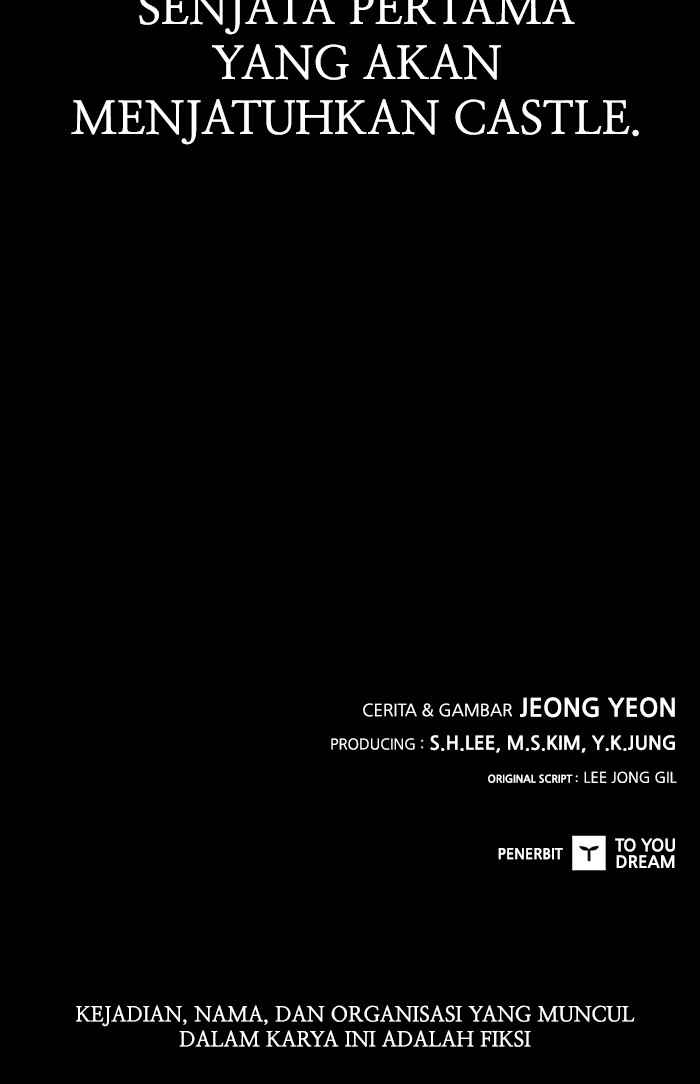 SENJATA PERTAMA
YANG AKAN
MENJATUHKAN CASTLE.
CERITA & GAMBAR JEONG YEON
PRODUCING : S.H.LEE, M.S.KIM, Y.K.JUNG
ORIGINAL SCRIPT : LEE JONG GIL
PENERBIT TO YOU
DREAM
KEJADIAN, NAMA, DAN ORGANISASI YANG MUNCUL
DALAM KARYA INI ADALAH FIKSI